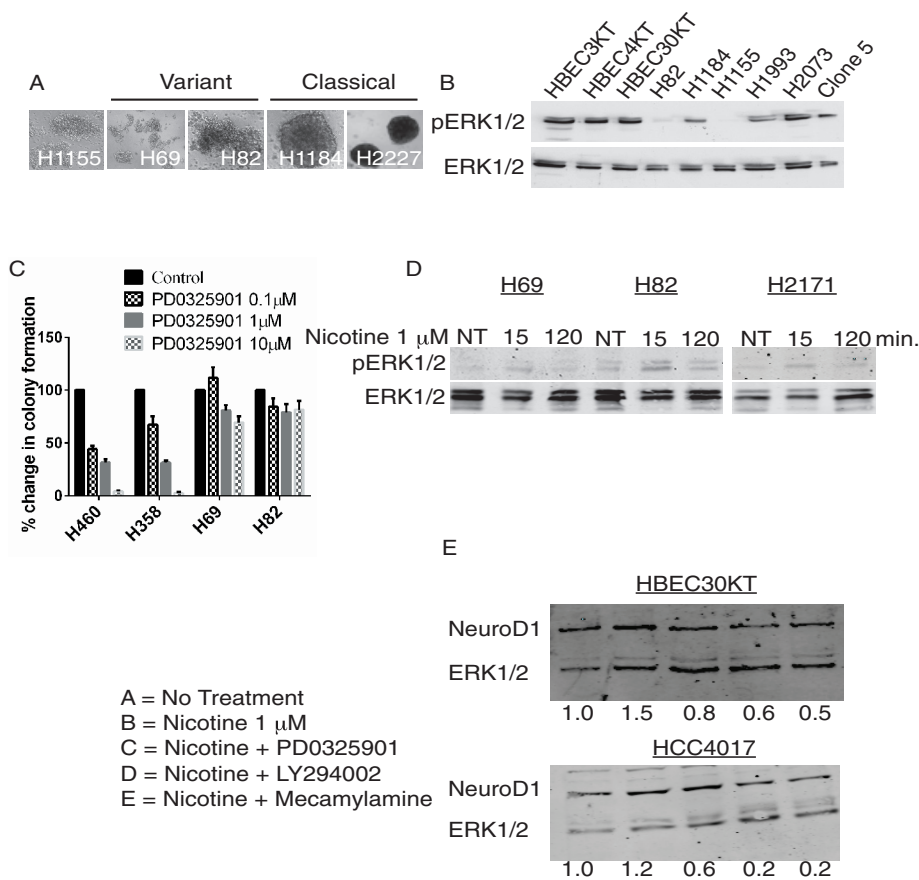 A
Variant
Classical
H1155
H69
H82
H1184
H2227
B
HBEC3KT
HBEC4KT
HBEC30KT
H82
H1184
H1155
H1993
H2073
Clone 5
pERK1/2
ERK1/2
C
Control
PD0325901 0.1μM
PD0325901 1μM
PD0325901 10μM
% change in colony formation
150
100
50
0
H460
H358
H69
H82
D
H69
H82
H2171
Nicotine 1 μM NT 15 120 NT 15 120 NT 15 120 min.
pERK1/2
ERK1/2
E
HBEC30KT
NeuroD1
ERK1/2
1.0 1.5 0.8 0.6 0.5
HCC4017
NeuroD1
ERK1/2
1.0 1.2 0.6 0.2 0.2
A = No Treatment
B = Nicotine 1 μM
C = Nicotine + PD0325901
D = Nicotine + LY294002
E = Nicotine + Mecamylamine